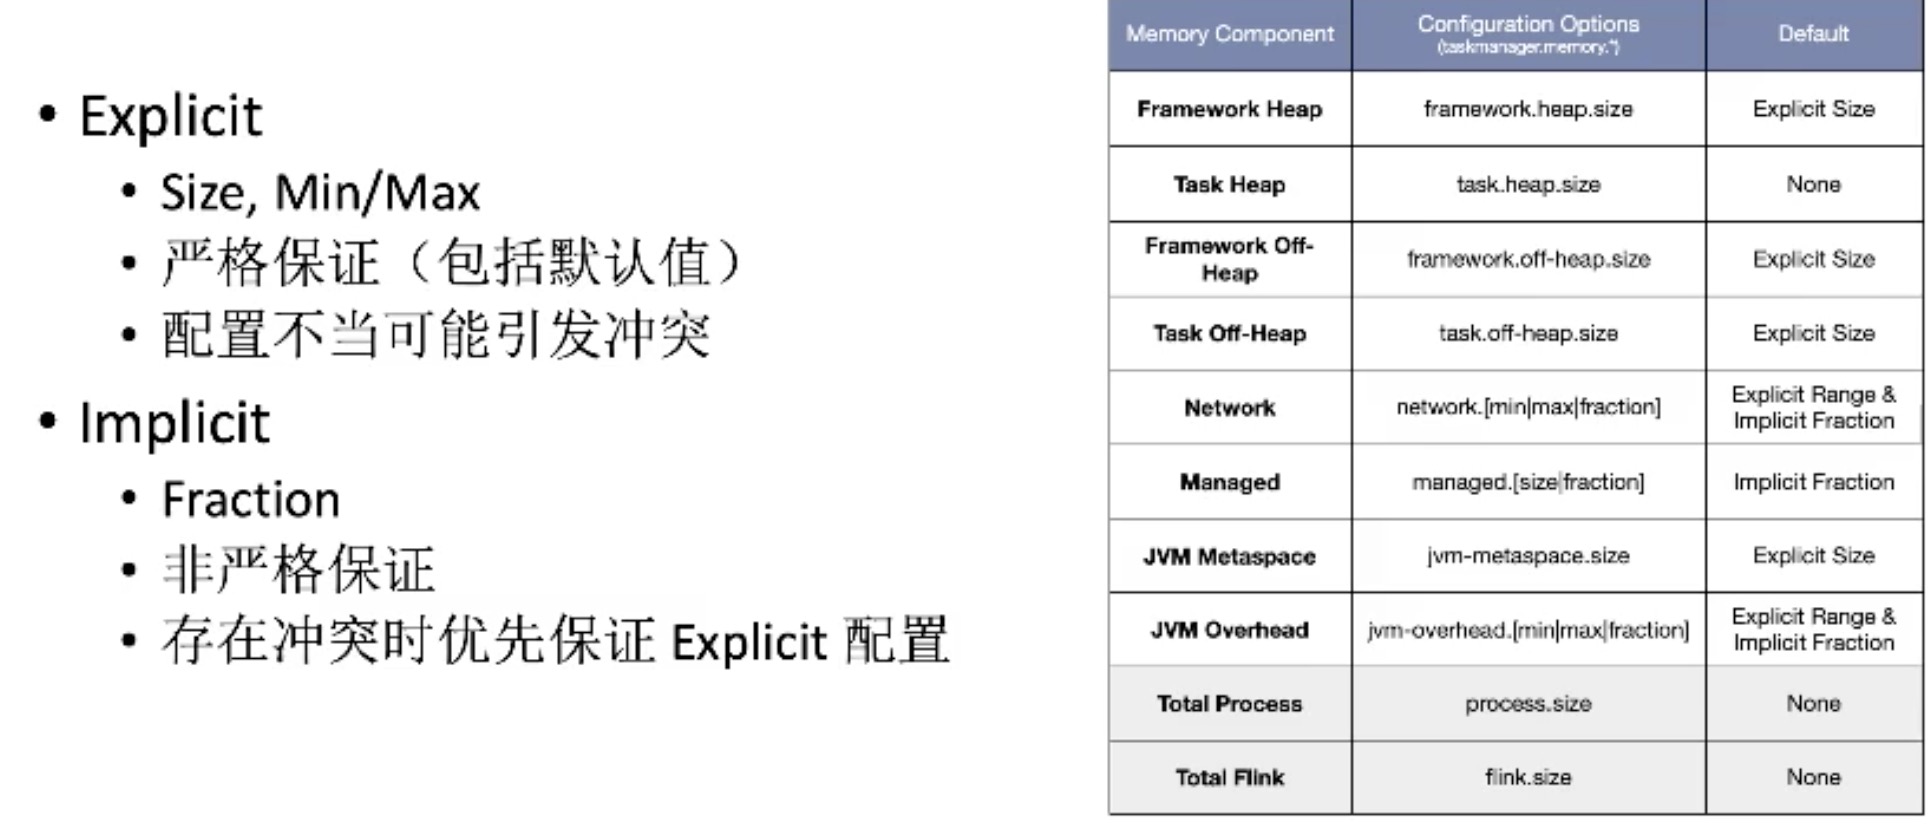 • Explicit
• Size, Min/Max
• 严格保证（包括默认值）
• 配置不当可能引发冲突
• Implicit
• Fraction
• 非严格保证
• 存在冲突时优先保证 Explicit 配置
Memory Component
Configuration Options
(taskmanager.memory.*)
Default
Framework Heap
framework.heap.size
Explicit Size
Task Heap
task.heap.size
None
Framework Off-
Heap
framework.off-heap.size
Explicit Size
Task Off-Heap
task.off-heap.size
Explicit Size
Network
network.[min|max|fraction]
Explicit Range &
Implicit Fraction
Managed
managed.[size|fraction]
Implicit Fraction
JVM Metaspace
jvm-metaspace.size
Explicit Size
JVM Overhead
jvm-overhead.[min|max|fraction]
Explicit Range &
Implicit Fraction
Total Process
process.size
None
Total Flink
flink.size
None